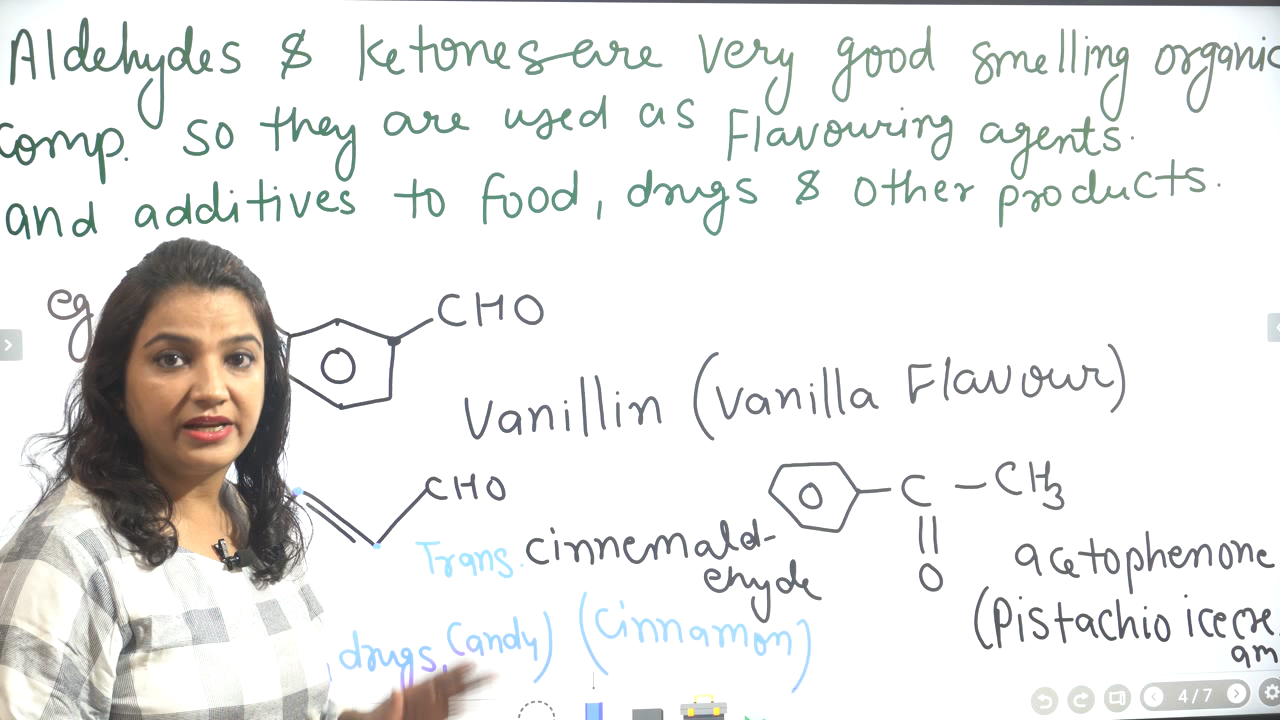 Aldehydes & ketones are very good smelling organic
comp. so they are used as Flavouring agents.
and additives to food, drugs & other products.
eg
CHO
Vanillin (Vanilla Flavour)
CHO
Trans. cinnemald-
ehyde
C – CH3
O
acetophenone
(Pistachio icecre
am
, drugs, Candy) (Cinnamon)
4/7